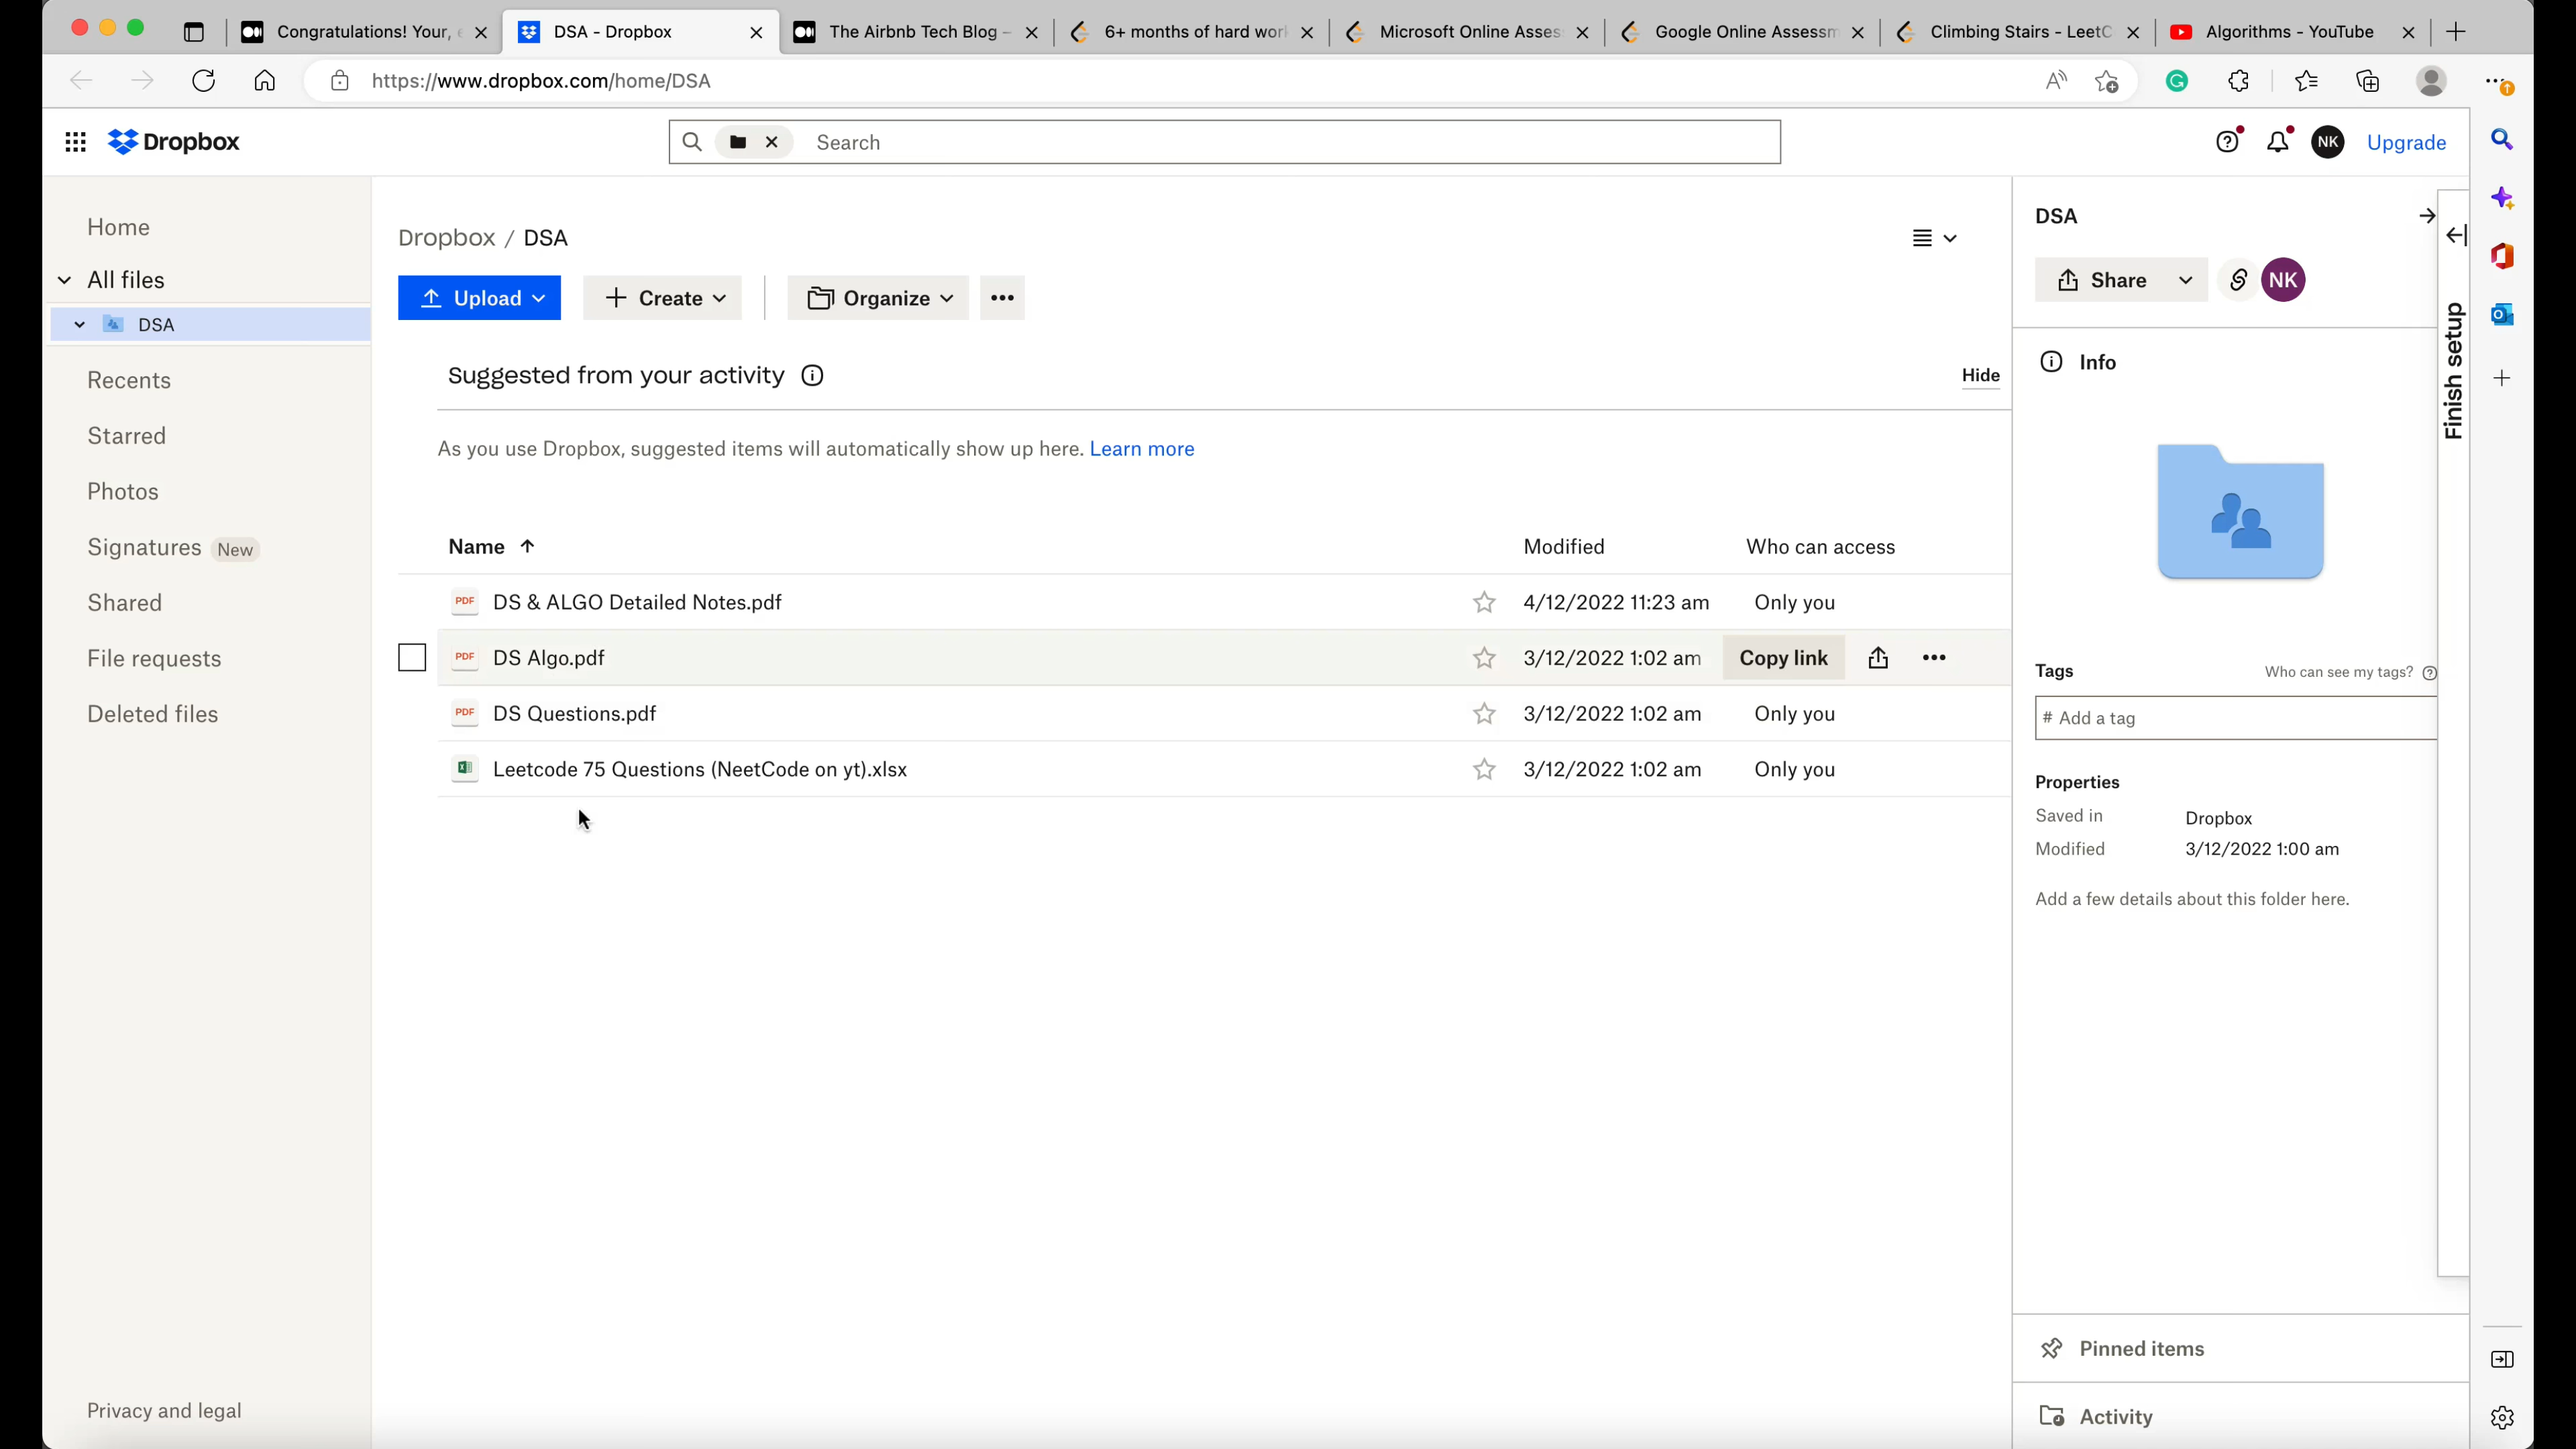 Congratulations! Your, e
DSA - Dropbox
The Airbnb Tech Blog –
6+ months of hard wor
Microsoft Online Asses
Google Online Assessm
Climbing Stairs - LeetC
Algorithms - YouTube
https://www.dropbox.com/home/DSA
Dropbox
Search
NK
Upgrade
Home
All files
DSA
Recents
Starred
Photos
Signatures New
Shared
File requests
Deleted files
Privacy and legal
Dropbox / DSA
Upload
Create
Organize
Suggested from your activity
Hide
As you use Dropbox, suggested items will automatically show up here. Learn more
Name Modified Who can access
PDF DS & ALGO Detailed Notes.pdf 4/12/2022 11:23 am Only you
PDF DS Algo.pdf 3/12/2022 1:02 am Copy link
PDF DS Questions.pdf 3/12/2022 1:02 am Only you
Leetcode 75 Questions (NeetCode on yt).xlsx 3/12/2022 1:02 am Only you
DSA
Share
NK
Finish setup
Info
Tags Who can see my tags?
# Add a tag
Properties
Saved in Dropbox
Modified 3/12/2022 1:00 am
Add a few details about this folder here.
Pinned items
Activity